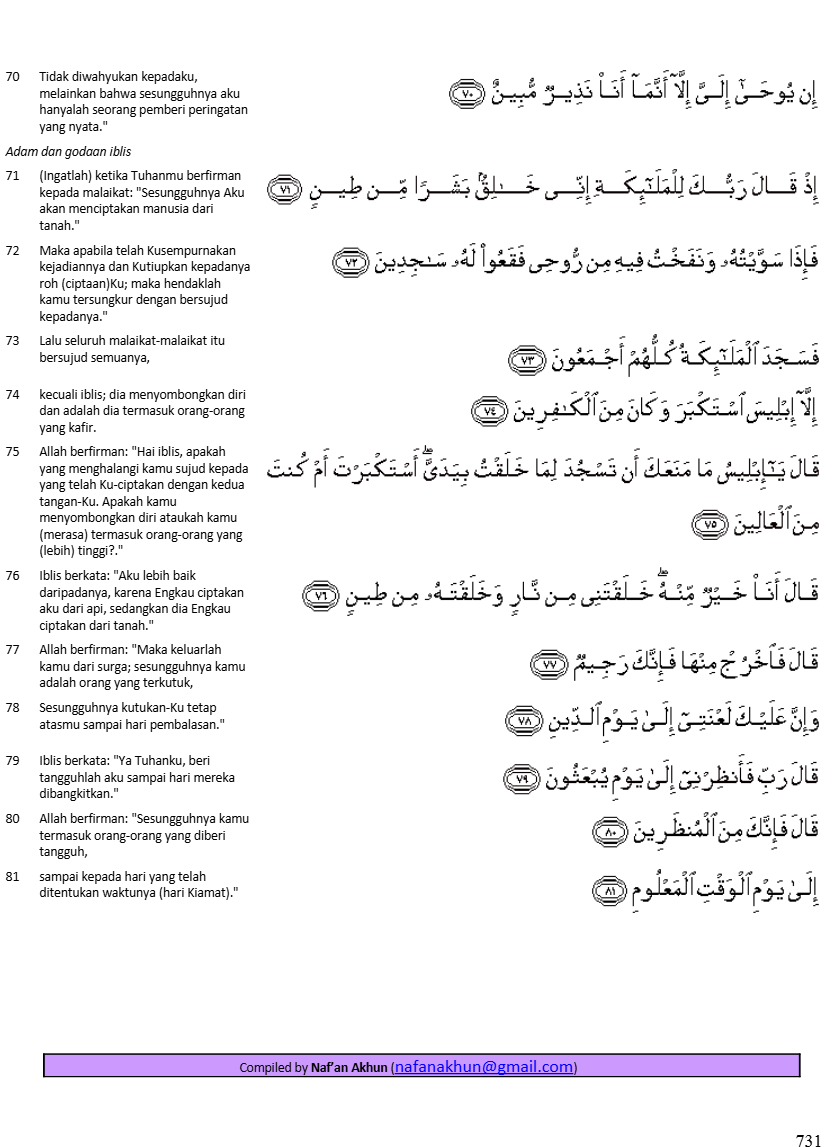 70 Tidak diwahyukan kepadaku,
melainkan bahwa sesungguhnya aku
hanyalah seorang pemberi peringatan
yang nyata."
إِن يُوحَىٰٓ إِلَىَّ إِلَّآ أَنَّمَآ أَنَا۠ نَذِيرٌ مُّبِينٌ ٧٠
Adam dan godaan iblis
71 (Ingatlah) ketika Tuhanmu berfirman
kepada malaikat: "Sesungguhnya Aku
akan menciptakan manusia dari
tanah."
إِذْ قَالَ رَبُّكَ لِلْمَلَـٰٓئِكَةِ إِنِّى خَـٰلِقٌۢ بَشَرًا مِّن طِينٍ ٧١
72 Maka apabila telah Kusempurnakan
kejadiannya dan Kutiupkan kepadanya
roh (ciptaan)Ku; maka hendaklah
kamu tersungkur dengan bersujud
kepadanya."
فَإِذَا سَوَّيْتُهُۥ وَنَفَخْتُ فِيهِ مِن رُّوحِى فَقَعُوا۟ لَهُۥ سَـٰجِدِينَ ٧٢
73 Lalu seluruh malaikat-malaikat itu
bersujud semuanya,
فَسَجَدَ ٱلْمَلَـٰٓئِكَةُ كُلُّهُمْ أَجْمَعُونَ ٧٣
74 kecuali iblis; dia menyombongkan diri
dan adalah dia termasuk orang-orang
yang kafir.
إِلَّآ إِبْلِيسَ ٱسْتَكْبَرَ وَكَانَ مِنَ ٱلْكَـٰفِرِينَ ٧٤
75 Allah berfirman: "Hai iblis, apakah
yang menghalangi kamu sujud kepada
yang telah Ku-ciptakan dengan kedua
tangan-Ku. Apakah kamu
menyombongkan diri ataukah kamu
(merasa) termasuk orang-orang yang
(lebih) tinggi?."
قَالَ يَـٰٓإِبْلِيسُ مَا مَنَعَكَ أَن تَسْجُدَ لِمَا خَلَقْتُ بِيَدَىَّ ۖ أَسْتَكْبَرْتَ أَمْ كُنتَ
مِنَ ٱلْعَالِينَ ٧٥
76 Iblis berkata: "Aku lebih baik
daripadanya, karena Engkau ciptakan
aku dari api, sedangkan dia Engkau
ciptakan dari tanah."
قَالَ أَنَا۠ خَيْرٌ مِّنْهُ ۖ خَلَقْتَنِى مِن نَّارٍ وَخَلَقْتَهُۥ مِن طِينٍ ٧٦
77 Allah berfirman: "Maka keluarlah
kamu dari surga; sesungguhnya kamu
adalah orang yang terkutuk,
قَالَ فَٱخْرُجْ مِنْهَا فَإِنَّكَ رَجِيمٌ ٧٧
78 Sesungguhnya kutukan-Ku tetap
atasmu sampai hari pembalasan."
وَإِنَّ عَلَيْكَ لَعْنَتِىٓ إِلَىٰ يَوْمِ ٱلدِّينِ ٧٨
79 Iblis berkata: "Ya Tuhanku, beri
tangguhlah aku sampai hari mereka
dibangkitkan."
قَالَ رَبِّ فَأَنظِرْنِىٓ إِلَىٰ يَوْمِ يُبْعَثُونَ ٧٩
80 Allah berfirman: "Sesungguhnya kamu
termasuk orang-orang yang diberi
tangguh,
قَالَ فَإِنَّكَ مِنَ ٱلْمُنظَرِينَ ٨٠
81 sampai kepada hari yang telah
ditentukan waktunya (hari Kiamat)."
إِلَىٰ يَوْمِ ٱلْوَقْتِ ٱلْمَعْلُومِ ٨١
Compiled by Naf’an Akhun (nafanakhun@gmail.com)
731